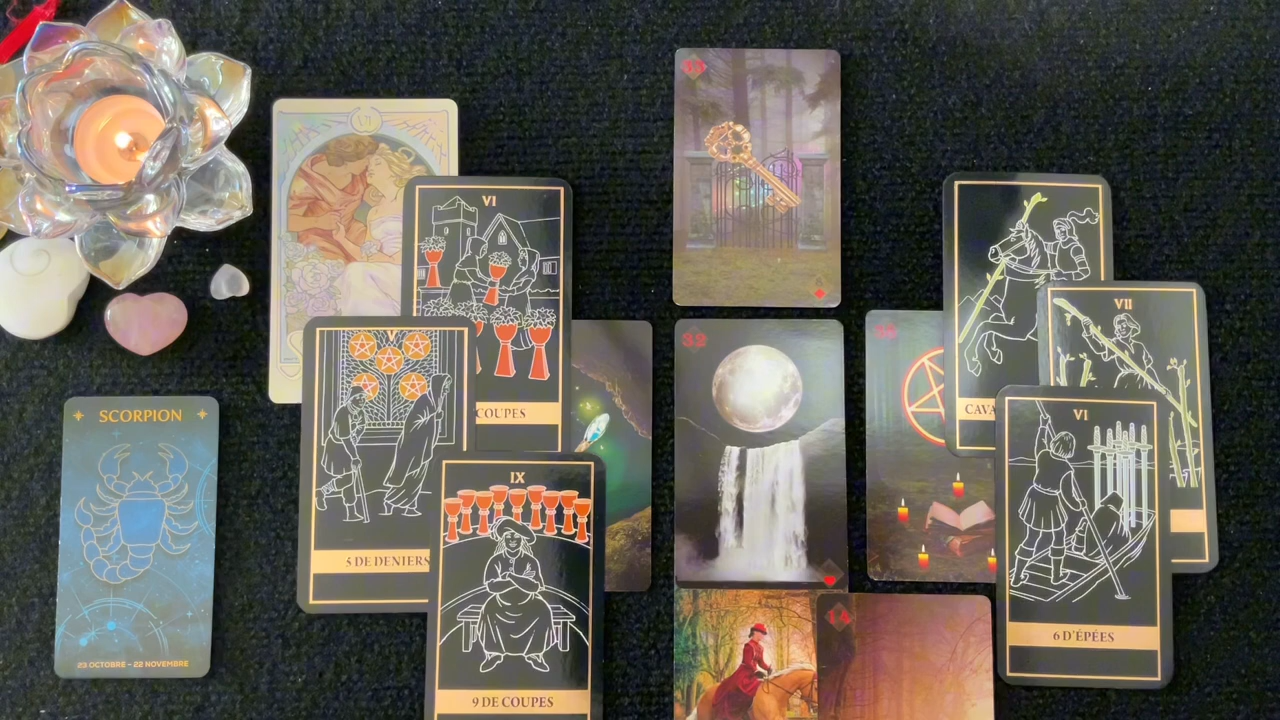 VI
33
VI
VII
SCORPION
32
COUPES
CAVA
VI
IX
5 DE DENIERS
6 D'ÉPÉES
23 OCTOBRE - 22 NOVEMBRE
9 DE COUPES